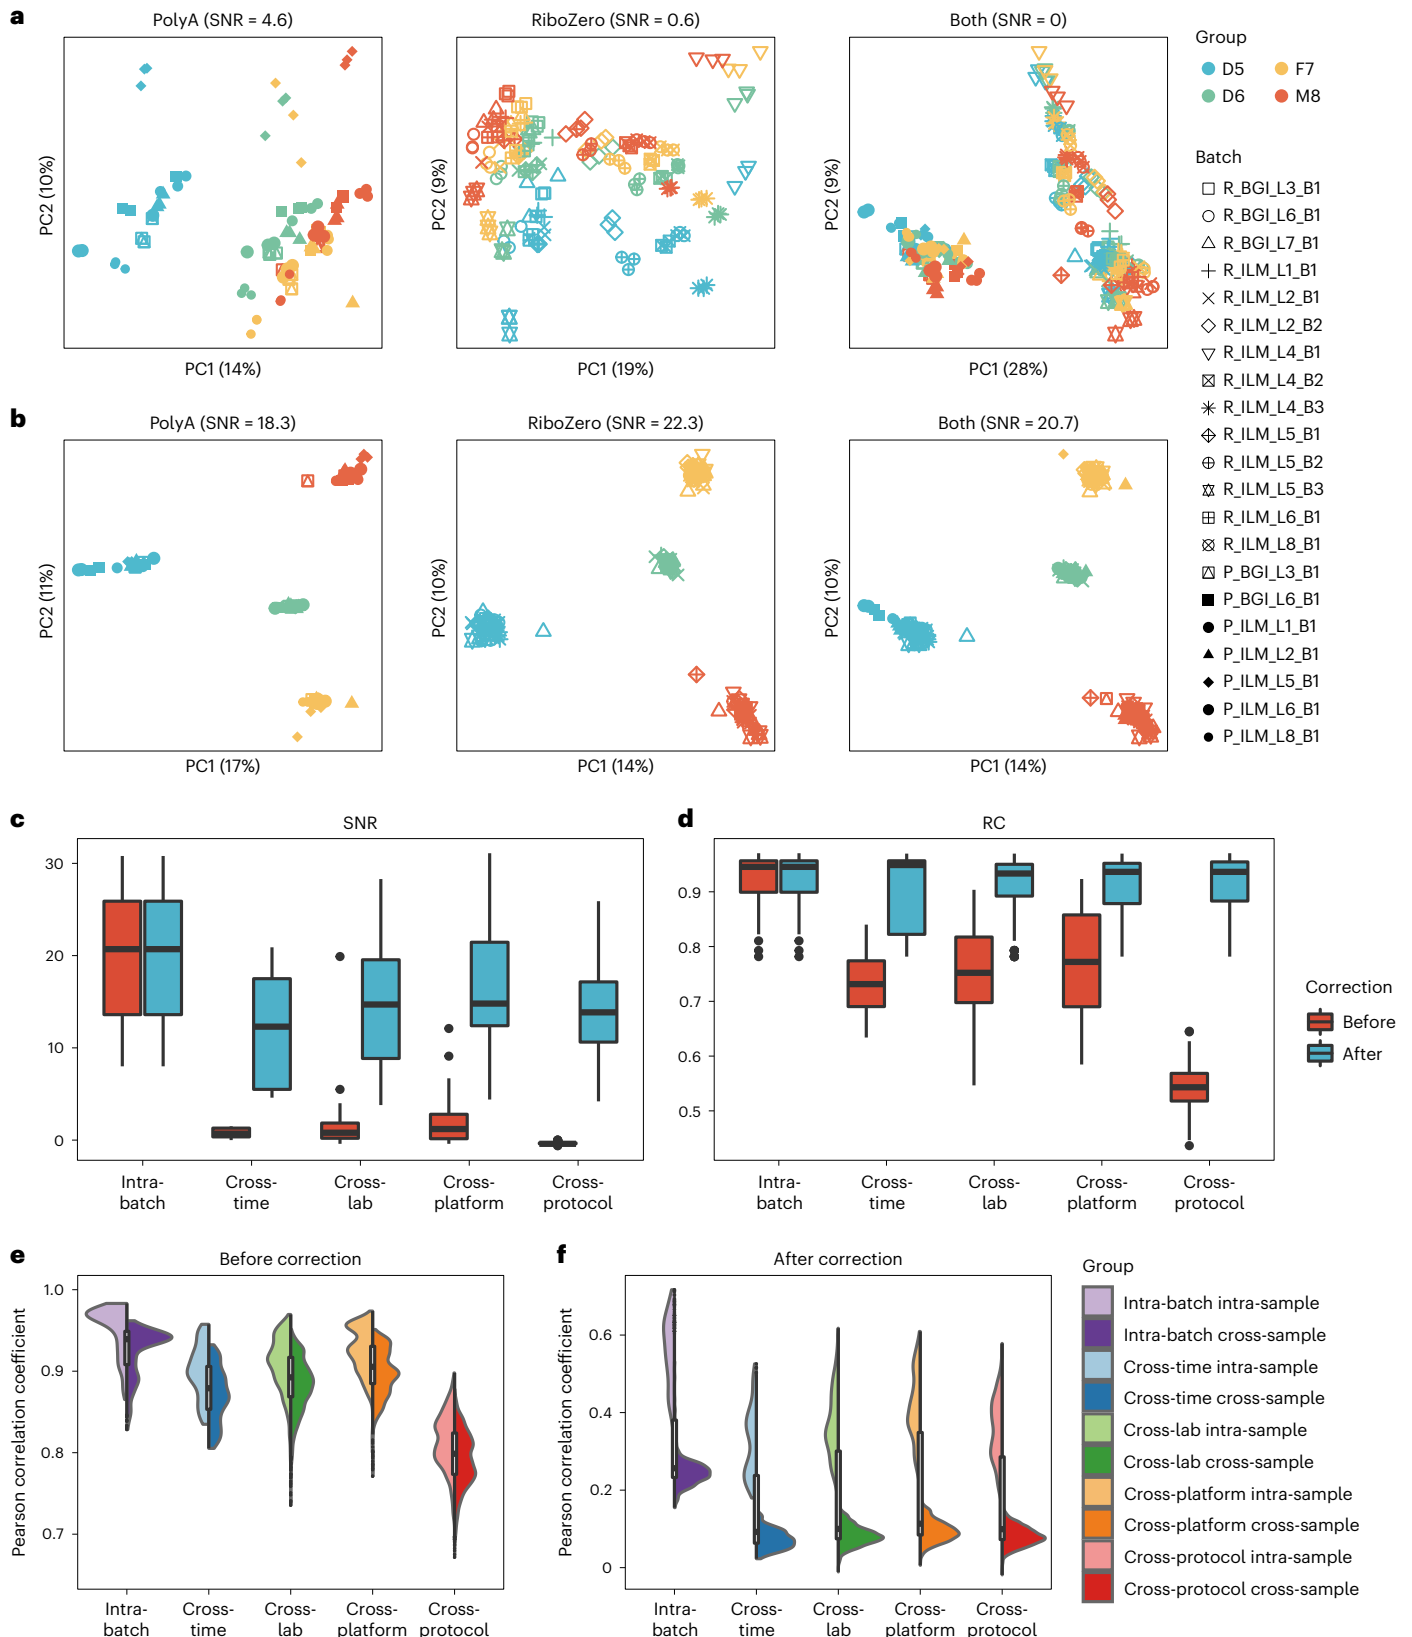 a
PolyA (SNR = 4.6)
RiboZero (SNR = 0.6)
Both (SNR = 0)
PC2 (10%)
PC2 (9%)
PC2 (9%)
PC1 (14%)
PC1 (19%)
PC1 (28%)
b
PolyA (SNR = 18.3)
RiboZero (SNR = 22.3)
Both (SNR = 20.7)
PC2 (11%)
PC2 (10%)
PC2 (10%)
PC1 (17%)
PC1 (14%)
PC1 (14%)
Group
D5
F7
D6
M8
Batch
R_BGI_L3_B1
R_BGI_L6_B1
R_BGI_L7_B1
R_ILM_L1_B1
R_ILM_L2_B1
R_ILM_L2_B2
R_ILM_L4_B1
R_ILM_L4_B2
R_ILM_L4_B3
R_ILM_L5_B1
R_ILM_L5_B2
R_ILM_L5_B3
R_ILM_L6_B1
R_ILM_L8_B1
P_BGI_L3_B1
P_BGI_L6_B1
P_ILM_L1_B1
P_ILM_L2_B1
P_ILM_L5_B1
P_ILM_L6_B1
P_ILM_L8_B1
c
SNR
30
20
10
0
Intra-
batch
Cross-
time
Cross-
lab
Cross-
platform
Cross-
protocol
d
RC
0.9
0.8
0.7
0.6
0.5
Intra-
batch
Cross-
time
Cross-
lab
Cross-
platform
Cross-
protocol
Correction
Before
After
e
Before correction
Pearson correlation coefficient
1.0
0.9
0.8
0.7
Intra-
batch
Cross-
time
Cross-
lab
Cross-
platform
Cross-
protocol
f
After correction
Pearson correlation coefficient
0.6
0.4
0.2
0
Intra-
batch
Cross-
time
Cross-
lab
Cross-
platform
Cross-
protocol
Group
Intra-batch intra-sample
Intra-batch cross-sample
Cross-time intra-sample
Cross-time cross-sample
Cross-lab intra-sample
Cross-lab cross-sample
Cross-platform intra-sample
Cross-platform cross-sample
Cross-protocol intra-sample
Cross-protocol cross-sample